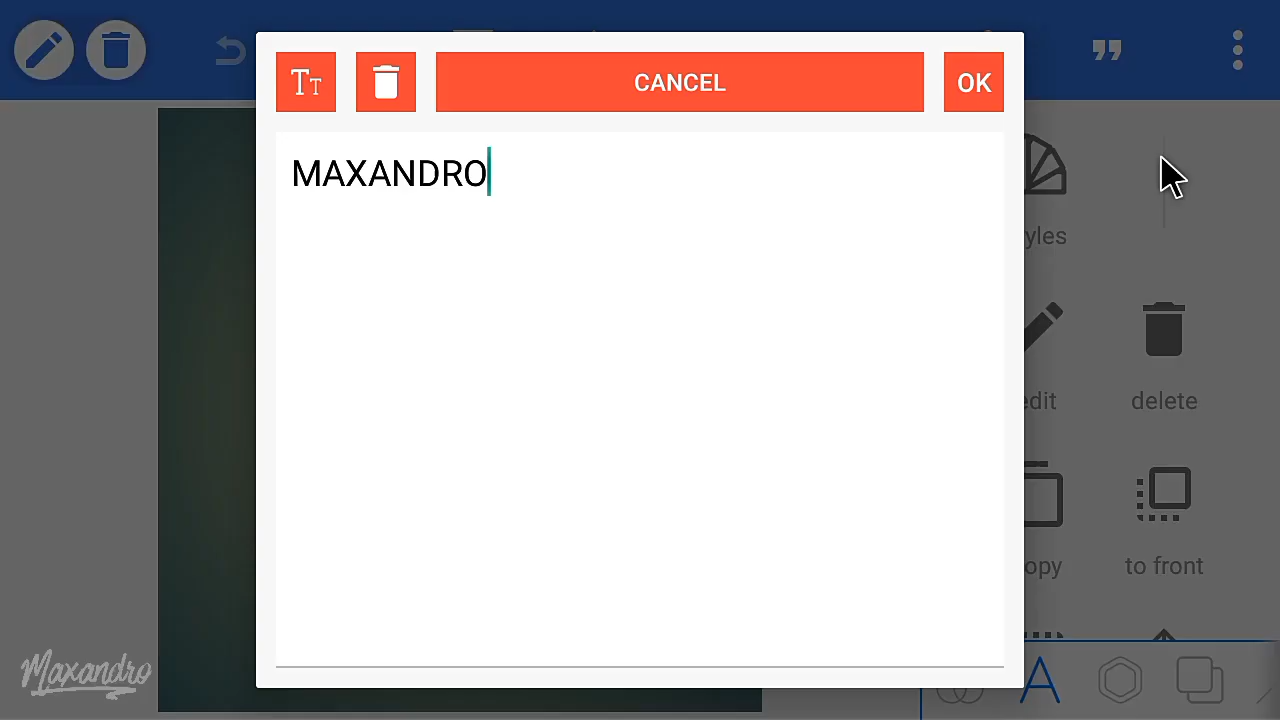 CANCEL
OK
MAXANDRO
yles
edit
delete
opy
to front
Maxandro